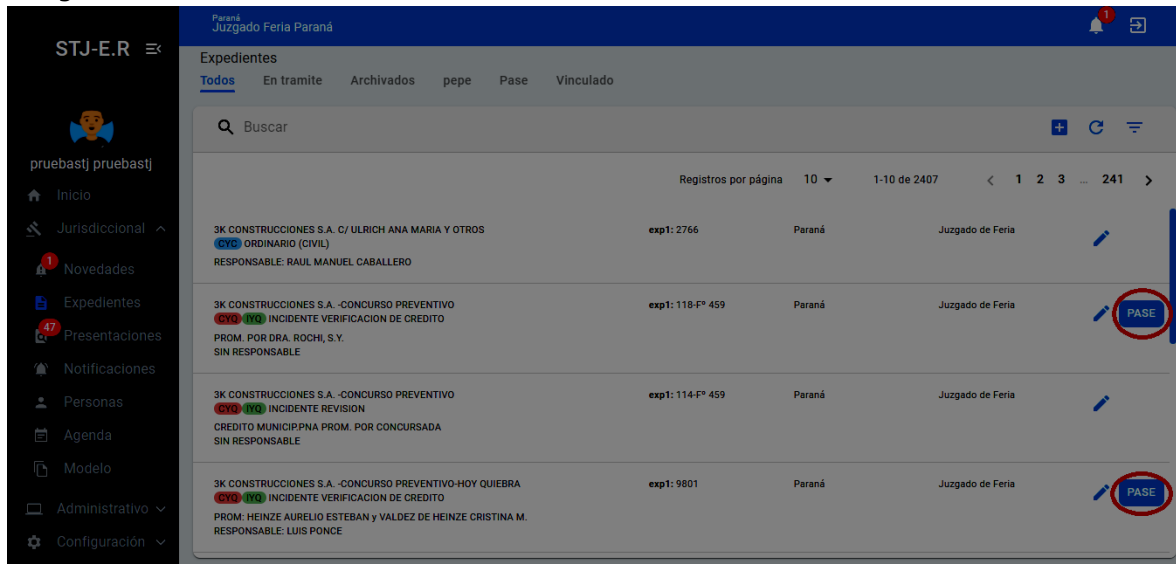 Paraná
Juzgado Feria Paraná
1
STJ-E.R
pruebastj pruebastj
Inicio
Jurisdiccional
1
Novedades
Expedientes
47
Presentaciones
Notificaciones
Personas
Agenda
Modelo
Administrativo
Configuración
Expedientes
Todos En tramite Archivados pepe Pase Vinculado
Buscar
Registros por página 10 1-10 de 2407 < 1 2 3 ... 241 >
3K CONSTRUCCIONES S.A. C/ ULRICH ANA MARIA Y OTROS exp1: 2766 Paraná Juzgado de Feria
CYC ORDINARIO (CIVIL)
RESPONSABLE: RAUL MANUEL CABALLERO
3K CONSTRUCCIONES S.A. -CONCURSO PREVENTIVO exp1: 118-Fº 459 Paraná Juzgado de Feria PASE
CYQ IYQ INCIDENTE VERIFICACION DE CREDITO
PROM. POR DRA. ROCHI, S.Y.
SIN RESPONSABLE
3K CONSTRUCCIONES S.A. -CONCURSO PREVENTIVO exp1: 114-Fº 459 Paraná Juzgado de Feria
CYQ IYQ INCIDENTE REVISION
CREDITO MUNICIP.PNA PROM. POR CONCURSADA
SIN RESPONSABLE
3K CONSTRUCCIONES S.A. -CONCURSO PREVENTIVO-HOY QUIEBRA exp1: 9801 Paraná Juzgado de Feria PASE
CYQ IYQ INCIDENTE VERIFICACION DE CREDITO
PROM: HEINZE AURELIO ESTEBAN y VALDEZ DE HEINZE CRISTINA M.
RESPONSABLE: LUIS PONCE